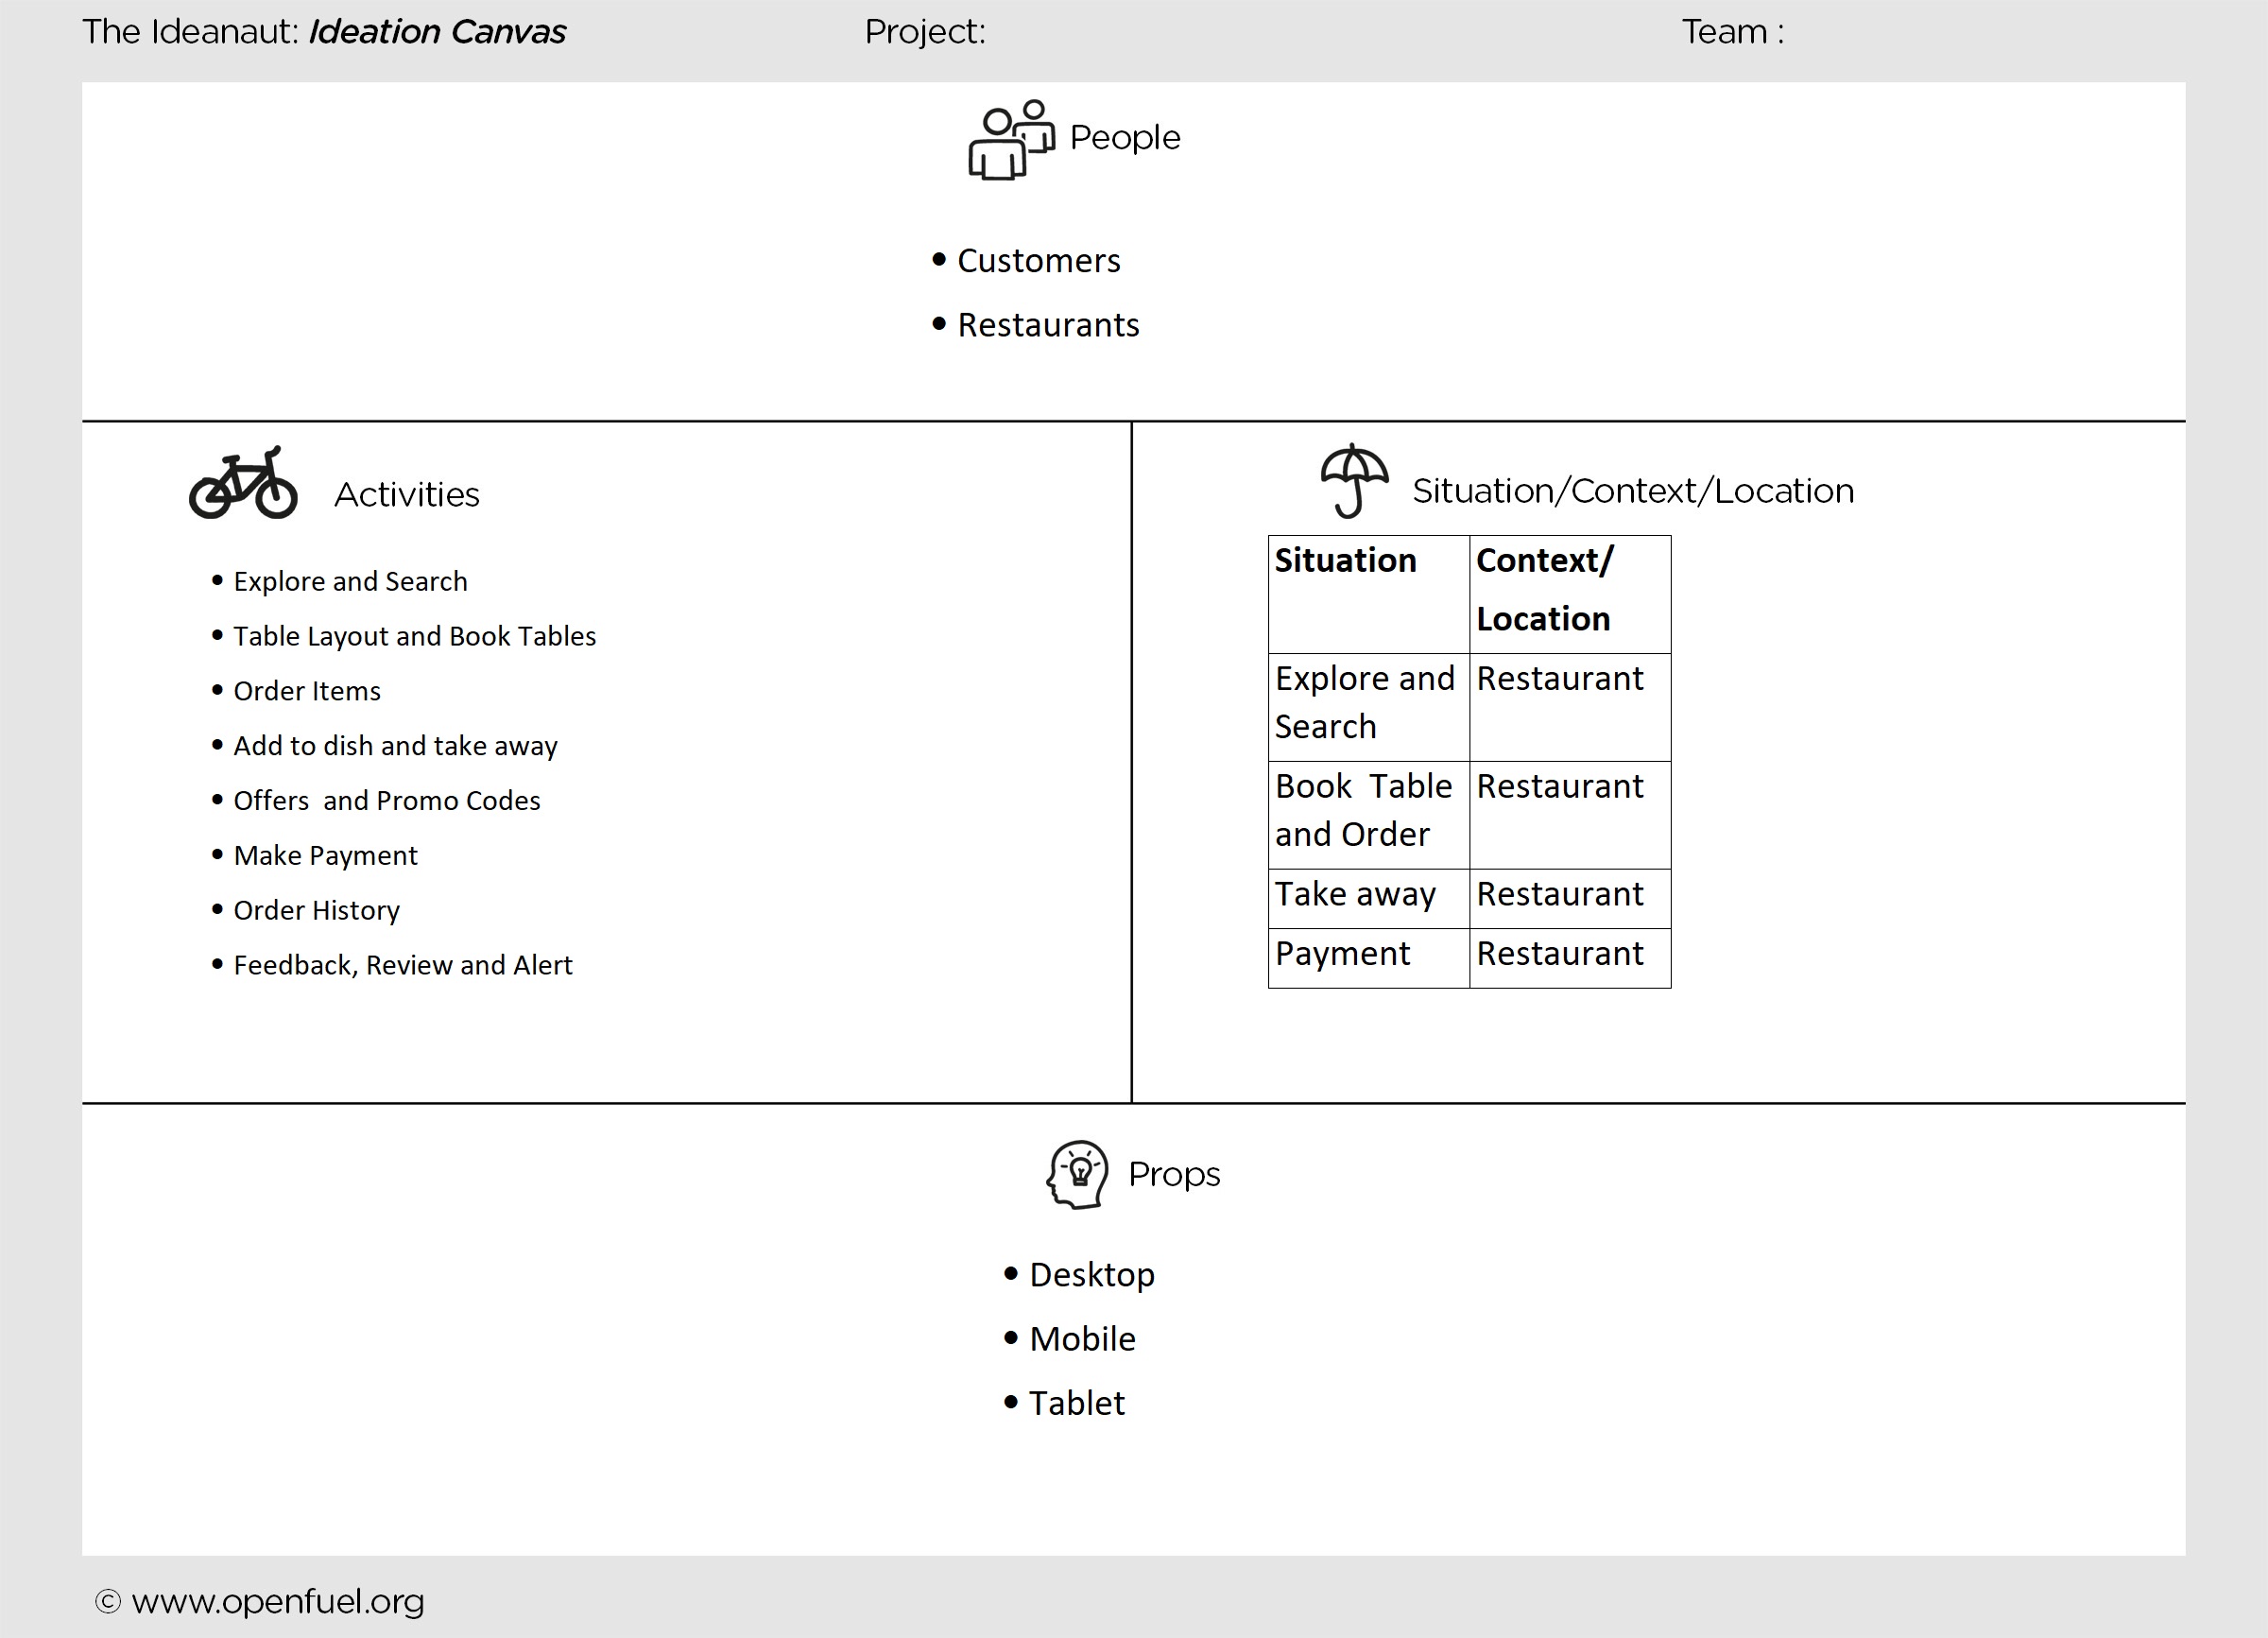 The Ideanaut: Ideation Canvas
Project:
Team :
People
• Customers
• Restaurants
Activities
• Explore and Search
• Table Layout and Book Tables
• Order Items
• Add to dish and take away
• Offers  and Promo Codes
• Make Payment
• Order History
• Feedback, Review and Alert
Situation/Context/Location
Situation
Context/
Location
Explore and
Search
Restaurant
Book  Table
and Order
Restaurant
Take away
Restaurant
Payment
Restaurant
Props
• Desktop
• Mobile
• Tablet
© www.openfuel.org